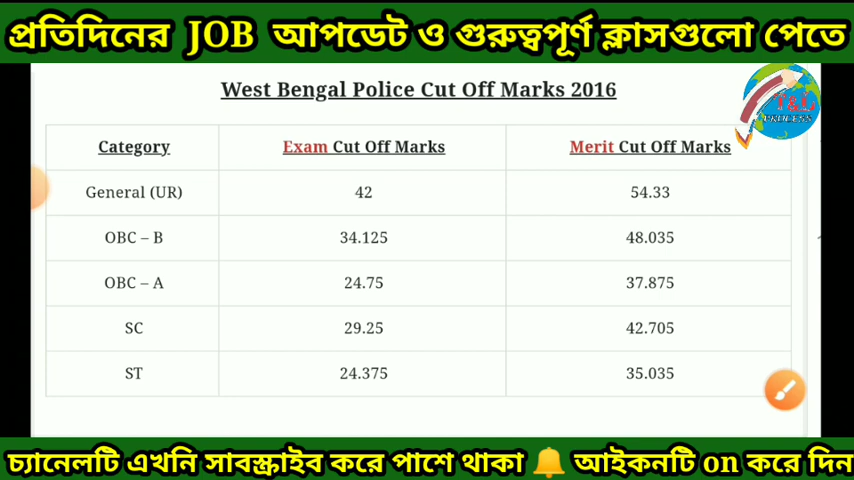 প্রতিদিনের JOB আপডেট ও গুরুত্বপূর্ণ ক্লাসগুলো পেতে
West Bengal Police Cut Off Marks 2016
T&L
PROCESS
Category Exam Cut Off Marks Merit Cut Off Marks
General (UR) 42 54.33
OBC – B 34.125 48.035
OBC – A 24.75 37.875
SC 29.25 42.705
ST 24.375 35.035
চ্যানেলটি এখনি সাবস্ক্রাইব করে পাশে থাকা 🔔 আইকনটি on করে দিন